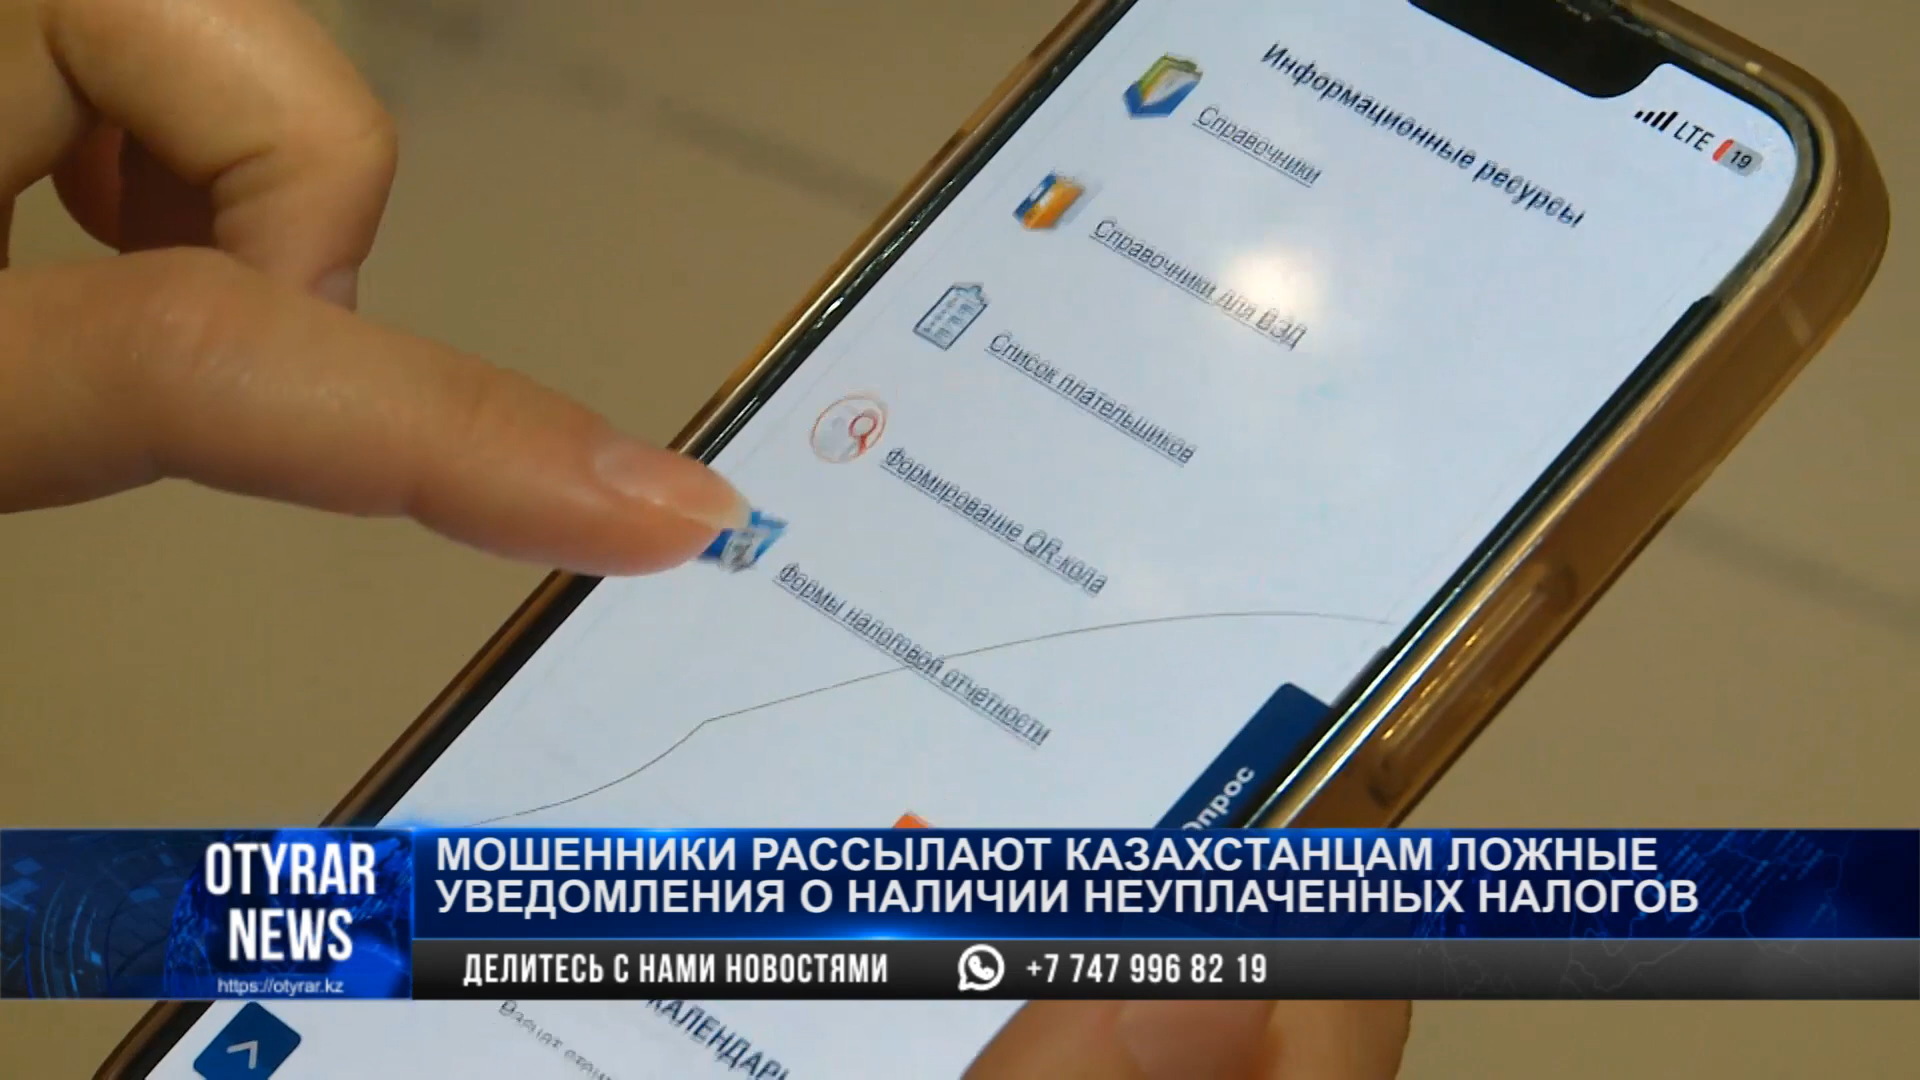 Информационные ресурсы
LTE 19
Справочники
Справочники для ВЭД
Список плательщиков
Формирование QR-кода
Формы налоговой отчетности
Опрос
OTYRAR
NEWS
https://otyrar.kz
МОШЕННИКИ РАССЫЛАЮТ КАЗАХСТАНЦАМ ЛОЖНЫЕ
УВЕДОМЛЕНИЯ О НАЛИЧИИ НЕУПЛАЧЕННЫХ НАЛОГОВ
ДЕЛИТЕСЬ С НАМИ НОВОСТЯМИ
+7 747 996 82 19
КАЛЕНДАРЬ